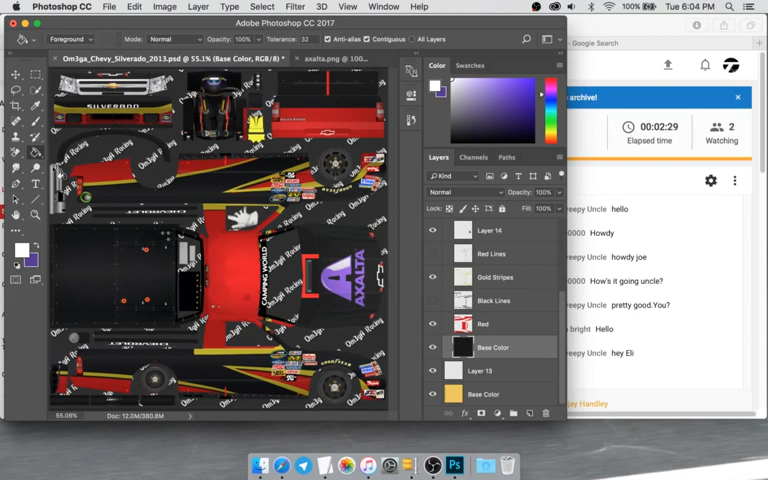 Photoshop CC File Edit Image Layer Type Select Filter 3D View Window Help 100% Tue 6:04 PM
Adobe Photoshop CC 2017
Foreground Mode: Normal Opacity: 100% Tolerance: 32 Anti-alias Contiguous All Layers
Om3ga_Chevy_Silverado_2013.psd @ 55.1% (Base Color, RGB/8) * axalta.png @ 100...
Color Swatches
SILVERADO
CHEVROLET
CAMPING WORLD
AXALTA
55.08% Doc: 12.0M/380.8M
Layers Channels Paths
Kind
Normal Opacity: 100%
Lock: Fill: 100%
Layer 14
Red Lines
Gold Stripes
Black Lines
Red
Base Color
Layer 13
Base Color
fx
Google Search
archive!
00:02:29
Elapsed time
2
Watching
eepy Uncle hello
0000 Howdy
0000 howdy joe
0000 How's it going uncle?
eepy Uncle pretty good.You?
bright Hello
eepy Uncle hey Eli
jay Handley
Ps